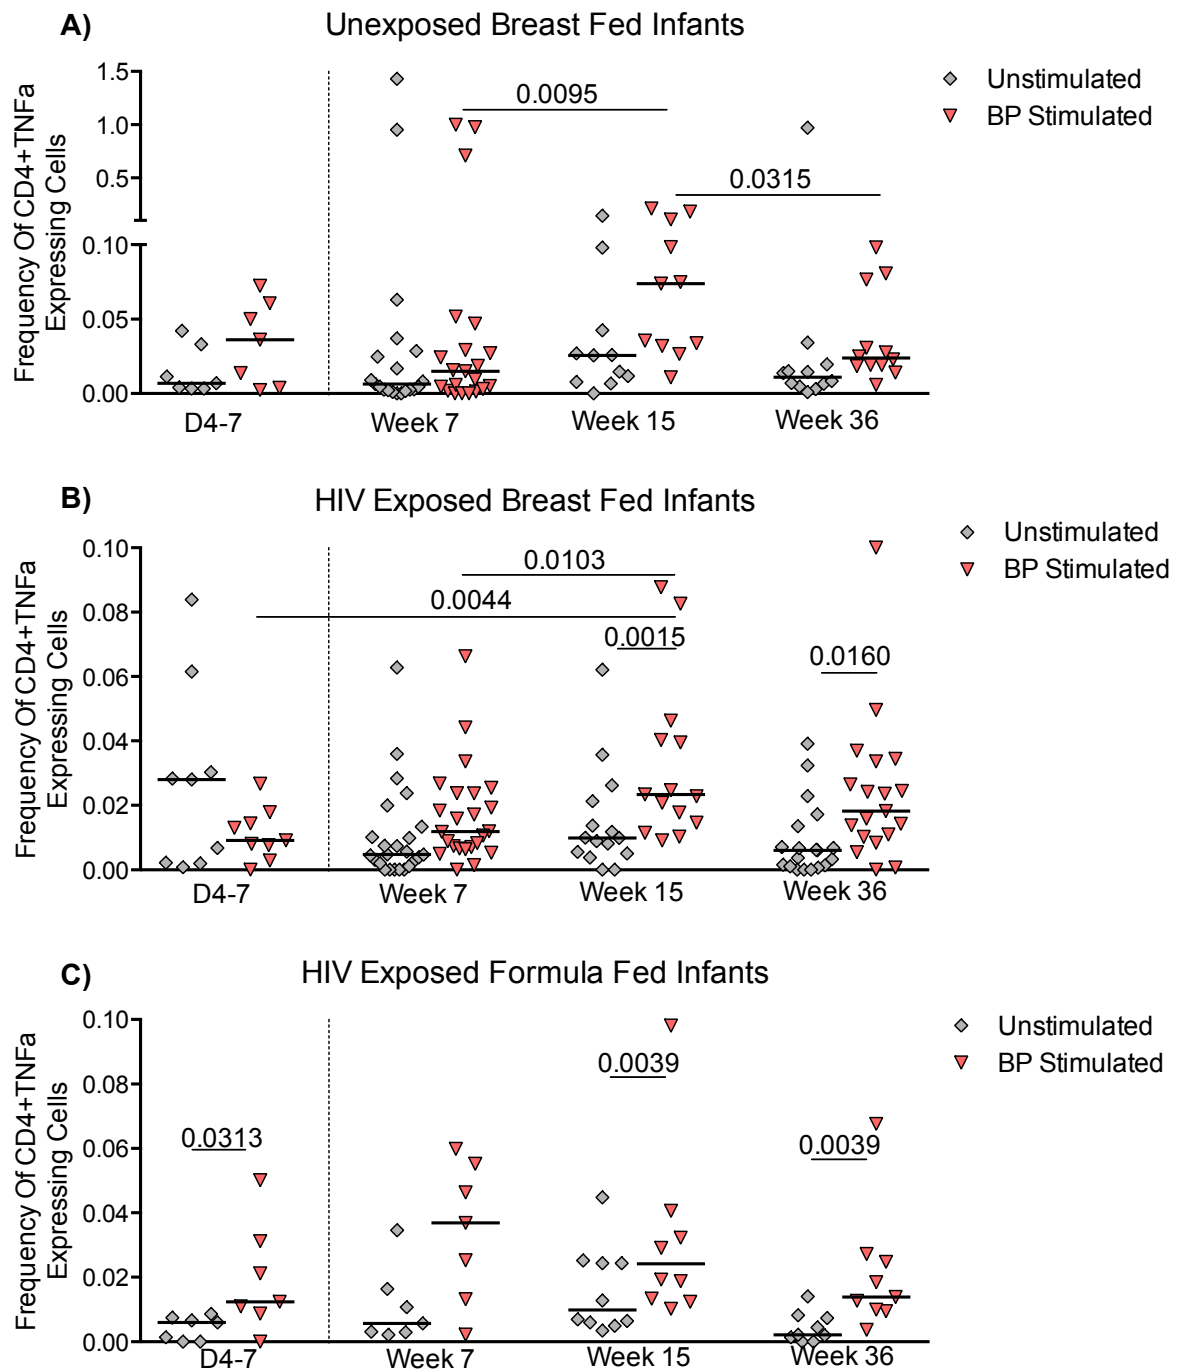 A)
Unexposed Breast Fed Infants
Frequency Of CD4+TNFa
Expressing Cells
1.5
1.0
0.5
0.10
0.05
0.00
0.0095
0.0315
Unstimulated
BP Stimulated
D4-7
Week 7
Week 15
Week 36
B)
HIV Exposed Breast Fed Infants
Frequency Of CD4+TNFa
Expressing Cells
0.10
0.08
0.06
0.04
0.02
0.00
0.0103
0.0044
0.0015
0.0160
Unstimulated
BP Stimulated
D4-7
Week 7
Week 15
Week 36
C)
HIV Exposed Formula Fed Infants
Frequency Of CD4+TNFa
Expressing Cells
0.10
0.08
0.06
0.04
0.02
0.00
0.0313
0.0039
0.0039
Unstimulated
BP Stimulated
D4-7
Week 7
Week 15
Week 36